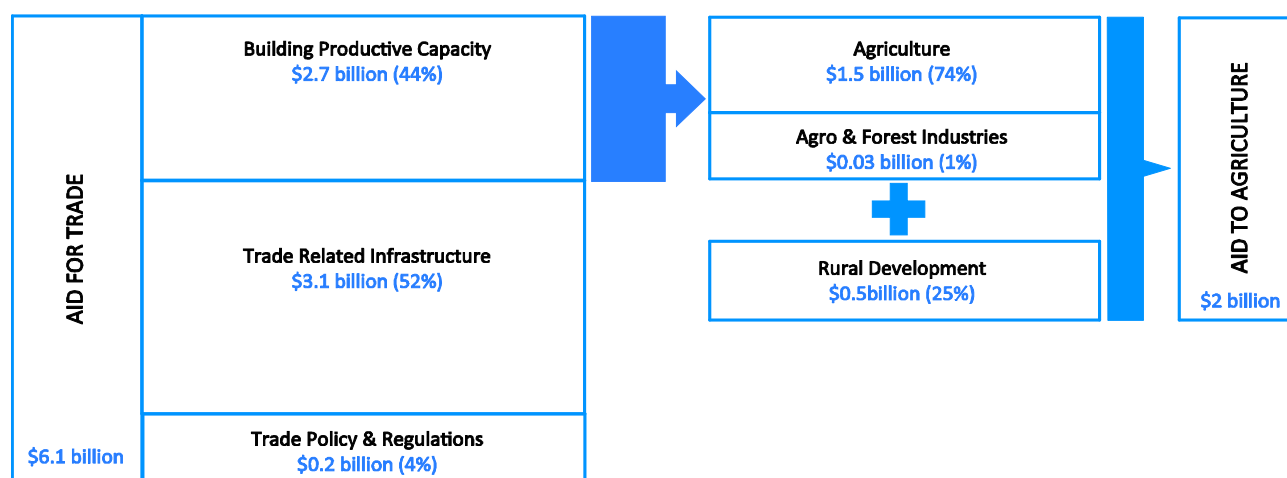 AID FOR TRADE
$6.1 billion
Building Productive Capacity
$2.7 billion (44%)
Trade Related Infrastructure
$3.1 billion (52%)
Trade Policy & Regulations
$0.2 billion (4%)
Agriculture
$1.5 billion (74%)
Agro & Forest Industries
$0.03 billion (1%)
Rural Development
$0.5billion (25%)
AID TO AGRICULTURE
$2 billion